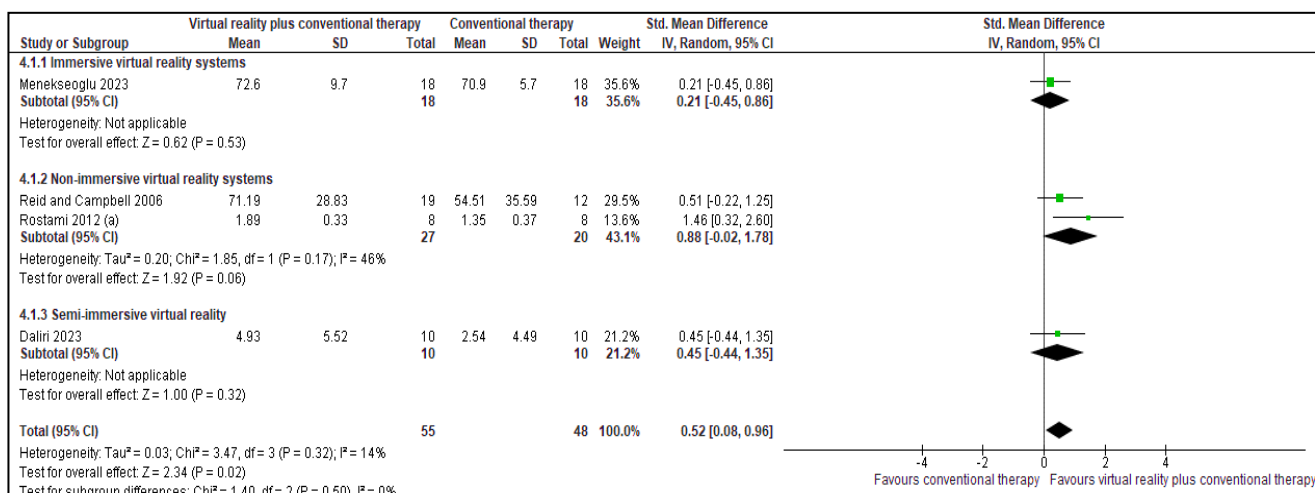 Virtual reality plus conventional therapy Conventional therapy Std. Mean Difference Std. Mean Difference
Study or Subgroup Mean SD Total Mean SD Total Weight IV, Random, 95% CI IV, Random, 95% CI
4.1.1 Immersive virtual reality systems
Menekseoglu 2023 72.6 9.7 18 70.9 5.7 18 35.6% 0.21 [-0.45, 0.86]
Subtotal (95% CI) 18 18 35.6% 0.21 [-0.45, 0.86]
Heterogeneity: Not applicable
Test for overall effect: Z = 0.62 (P = 0.53)
4.1.2 Non-immersive virtual reality systems
Reid and Campbell 2006 71.19 28.83 19 54.51 35.59 12 29.5% 0.51 [-0.22, 1.25]
Rostami 2012 (a) 1.89 0.33 8 1.35 0.37 8 13.6% 1.46 [0.32, 2.60]
Subtotal (95% CI) 27 20 43.1% 0.88 [-0.02, 1.78]
Heterogeneity: Tau² = 0.20; Chi² = 1.85, df = 1 (P = 0.17); I² = 46%
Test for overall effect: Z = 1.92 (P = 0.06)
4.1.3 Semi-immersive virtual reality
Daliri 2023 4.93 5.52 10 2.54 4.49 10 21.2% 0.45 [-0.44, 1.35]
Subtotal (95% CI) 10 10 21.2% 0.45 [-0.44, 1.35]
Heterogeneity: Not applicable
Test for overall effect: Z = 1.00 (P = 0.32)
Total (95% CI) 55 48 100.0% 0.52 [0.08, 0.96]
Heterogeneity: Tau² = 0.03; Chi² = 3.47, df = 3 (P = 0.32); I² = 14%
Test for overall effect: Z = 2.34 (P = 0.02)
Test for subgroup differences: Chi² = 1.40, df = 2 (P = 0.50), I² = 0%
-4 -2 0 2 4
Favours conventional therapy Favours virtual reality plus conventional therapy